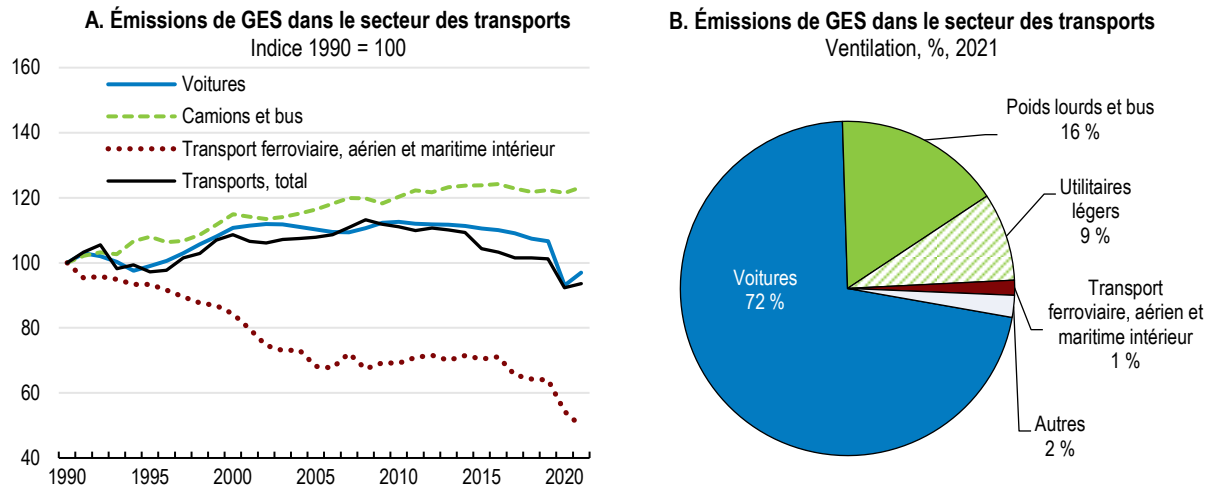 A. Émissions de GES dans le secteur des transports
Indice 1990 = 100
160
140
120
100
80
60
40
Voitures
Camions et bus
Transport ferroviaire, aérien et maritime intérieur
Transports, total
1990
1995
2000
2005
2010
2015
2020
B. Émissions de GES dans le secteur des transports
Ventilation, %, 2021
Poids lourds et bus
16 %
Utilitaires
légers
9 %
Transport
ferroviaire, aérien et
maritime intérieur
1 %
Autres
2 %
Voitures
72 %